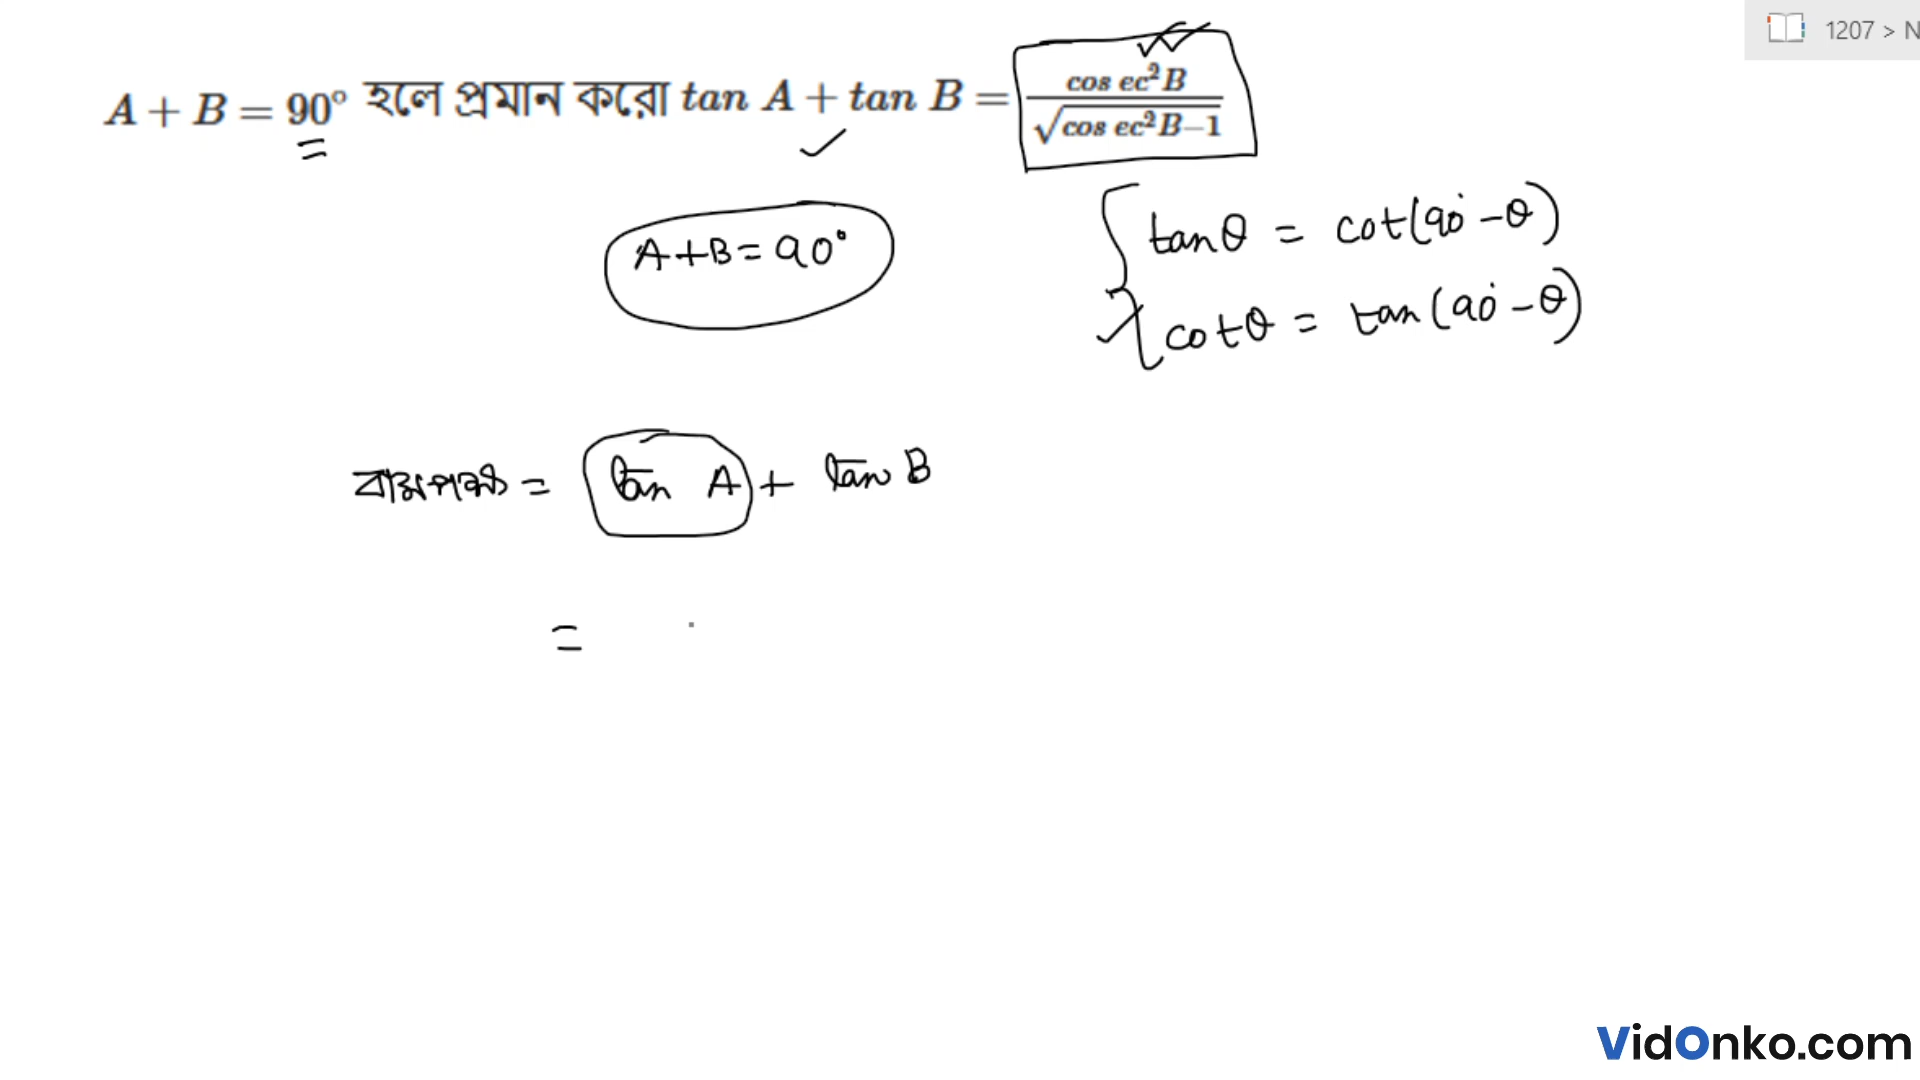 1207 > N
A + B = 90° হলে প্রমান করো tan A + tan B = cos ec²B / √(cos ec²B–1)
A+B = 90°
tanθ = cot(90° – θ)
cotθ = tan(90° – θ)
বামপক্ষ = tan A + tan B
=
VidOnko.com